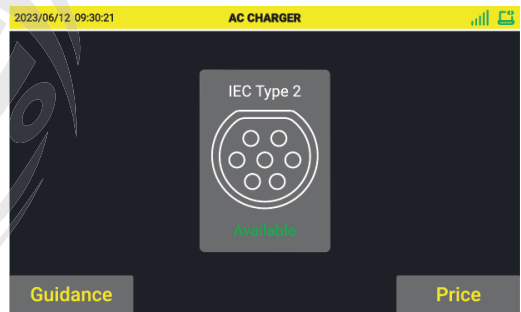 2023/06/12 09:30:21 AC CHARGER
IEC Type 2
Available
Guidance Price